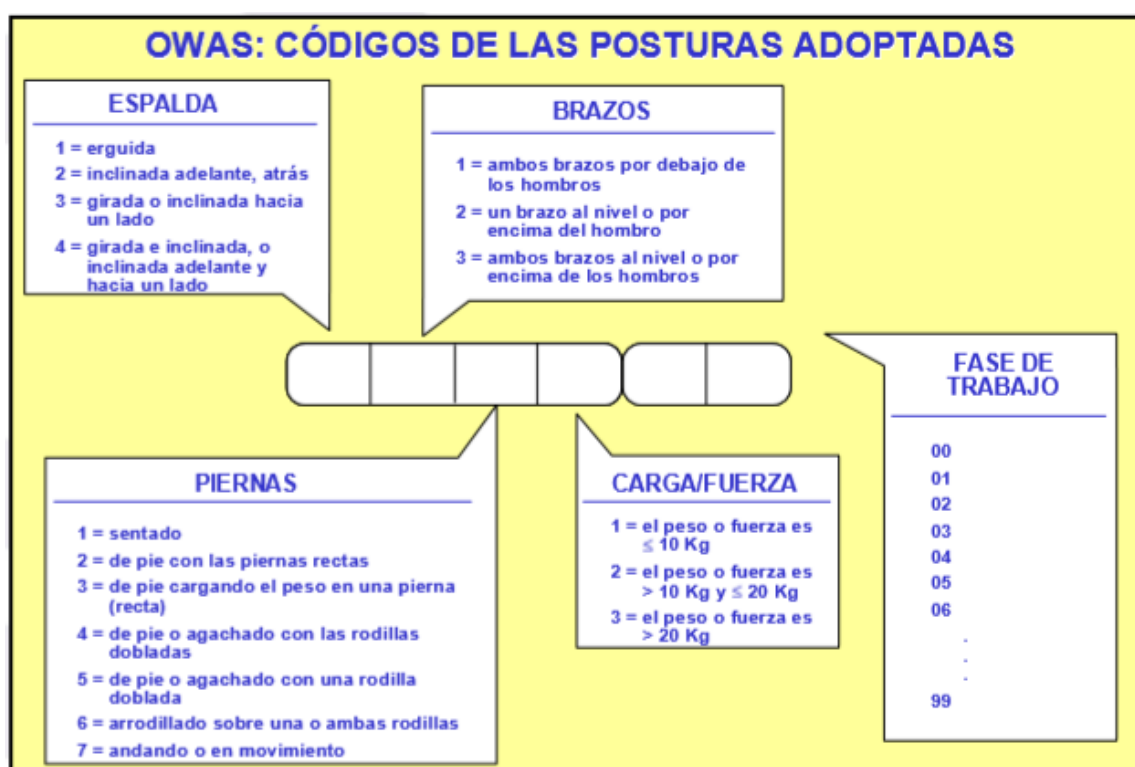 OWAS: CÓDIGOS DE LAS POSTURAS ADOPTADAS
ESPALDA
1 = erguida
2 = inclinada adelante, atrás
3 = girada o inclinada hacia
un lado
4 = girada e inclinada, o
inclinada adelante y
hacia un lado
BRAZOS
1 = ambos brazos por debajo de
los hombros
2 = un brazo al nivel o por
encima del hombro
3 = ambos brazos al nivel o por
encima de los hombros
PIERNAS
1 = sentado
2 = de pie con las piernas rectas
3 = de pie cargando el peso en una pierna
(recta)
4 = de pie o agachado con las rodillas
dobladas
5 = de pie o agachado con una rodilla
doblada
6 = arrodillado sobre una o ambas rodillas
7 = andando o en movimiento
CARGA/FUERZA
1 = el peso o fuerza es
≤ 10 Kg
2 = el peso o fuerza es
> 10 Kg y ≤ 20 Kg
3 = el peso o fuerza es
> 20 Kg
FASE DE
TRABAJO
00
01
02
03
04
05
06
.
.
.
99